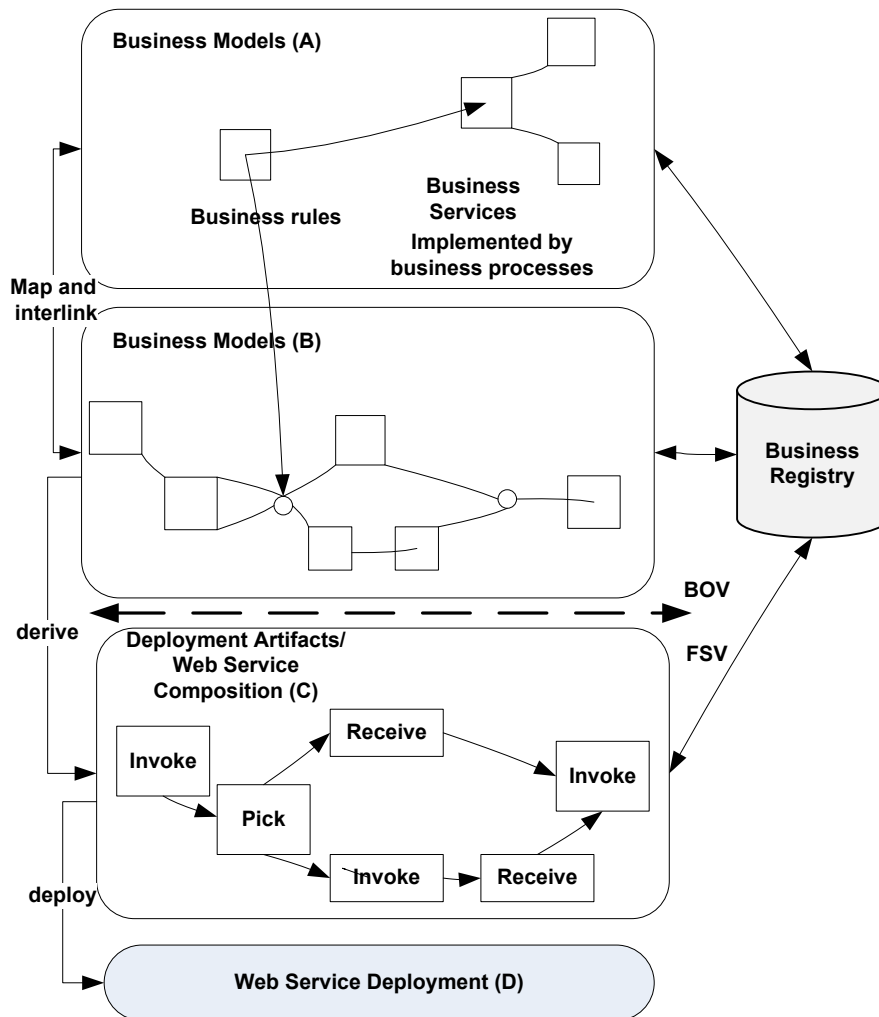 Business Models (A)
Business rules
Business
Services
Implemented by
business processes
Map and
interlink
Business Models (B)
Business
Registry
BOV
derive
FSV
Deployment Artifacts/
Web Service
Composition (C)
Receive
Invoke
Invoke
Pick
Invoke
Receive
deploy
Web Service Deployment (D)